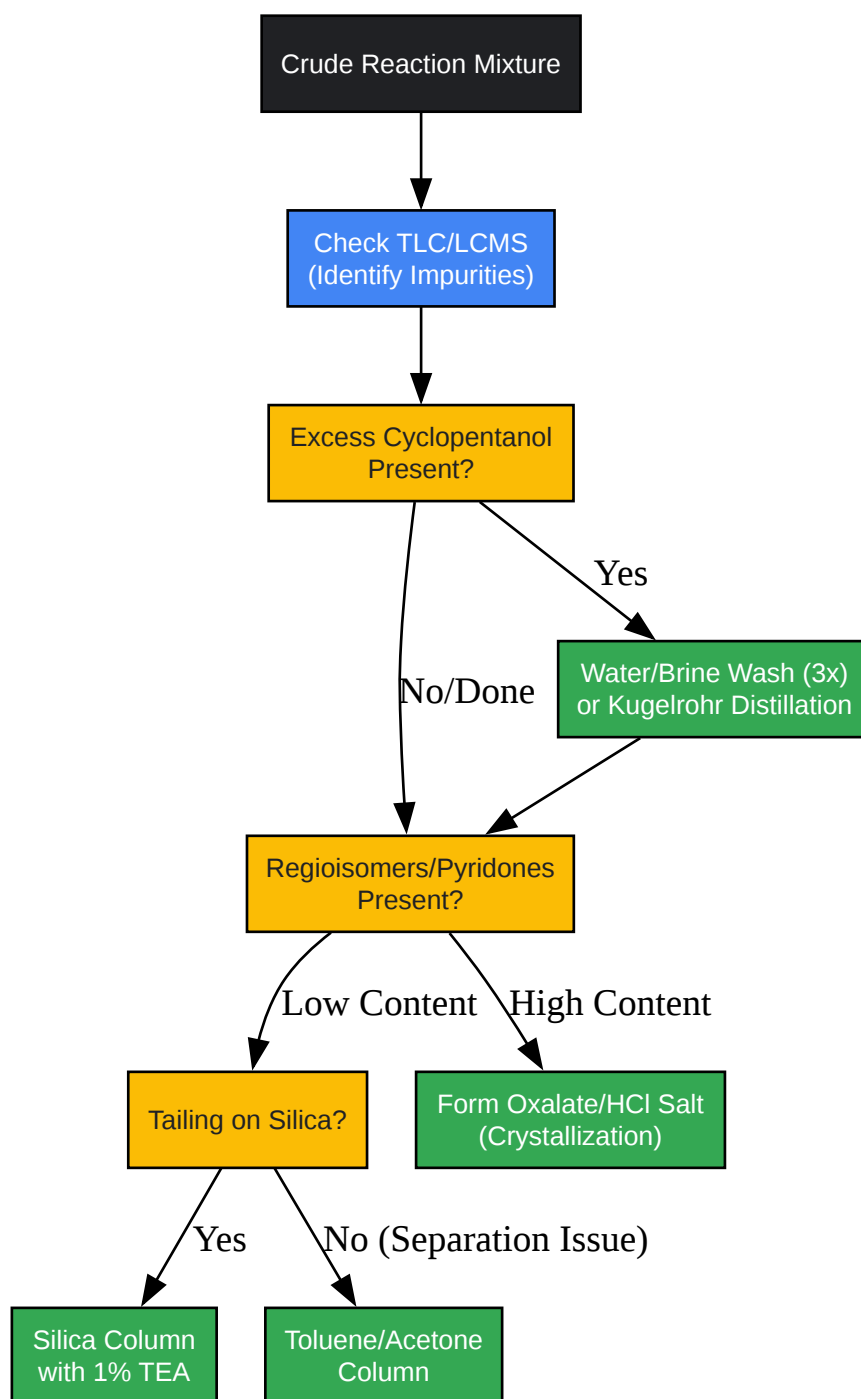 Crude Reaction Mixture
Check TLC/LCMS
(Identify Impurities)
Excess Cyclopentanol
Present?
Yes
Water/Brine Wash (3x)
or Kugelrohr Distillation
No/Done
Regioisomers/Pyridones
Present?
Low Content
High Content
Tailing on Silica?
Form Oxalate/HCl Salt
(Crystallization)
Yes
No (Separation Issue)
Silica Column
with 1% TEA
Toluene/Acetone
Column